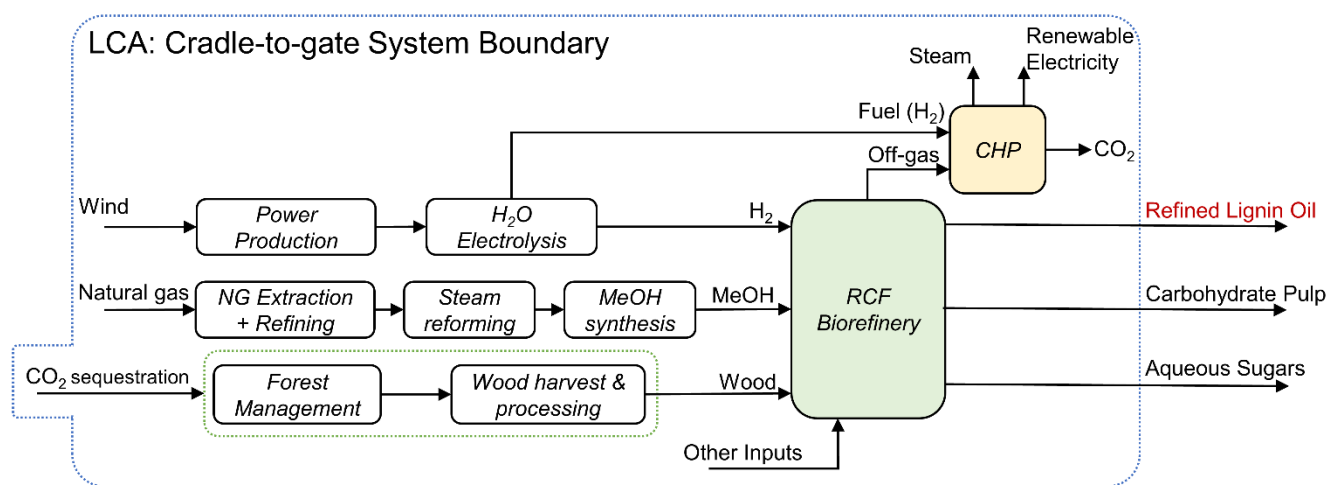 LCA: Cradle-to-gate System Boundary
Steam
Renewable
Electricity
Fuel (H₂)
Off-gas
CHP
CO₂
Wind
Power
Production
H₂O
Electrolysis
H₂
Refined Lignin Oil
Natural gas
NG Extraction
+ Refining
Steam
reforming
MeOH
synthesis
MeOH
RCF
Biorefinery
Carbohydrate Pulp
CO₂ sequestration
Forest
Management
Wood harvest &
processing
Wood
Aqueous Sugars
Other Inputs